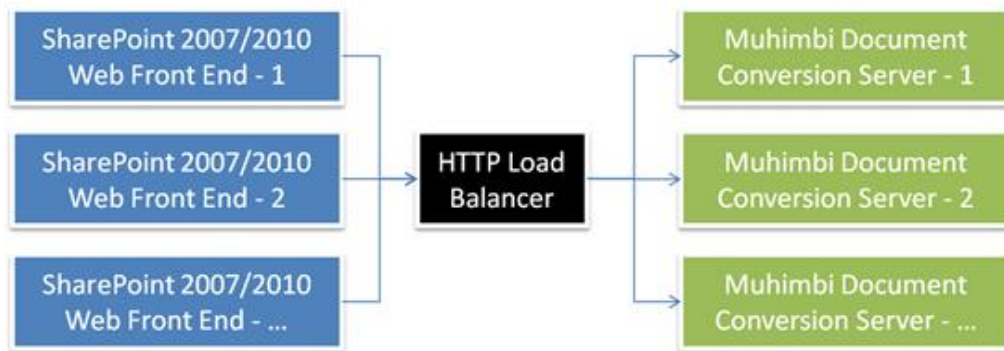 SharePoint 2007/2010
Web Front End - 1
SharePoint 2007/2010
Web Front End - 2
SharePoint 2007/2010
Web Front End - ...
HTTP Load
Balancer
Muhimbi Document
Conversion Server - 1
Muhimbi Document
Conversion Server - 2
Muhimbi Document
Conversion Server - ...